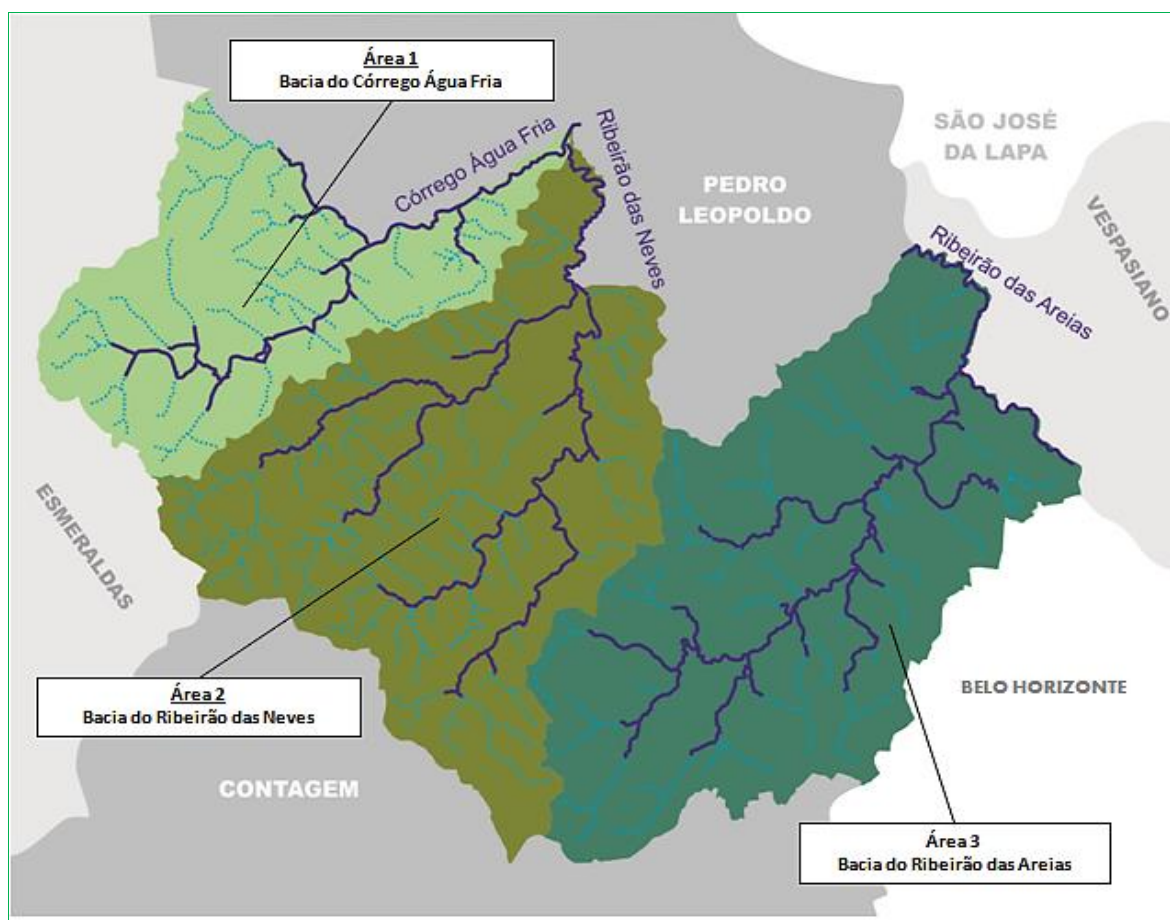 Área 1
Bacia do Córrego Água Fria
Córrego Água Fria
Ribeirão das Neves
SÃO JOSÉ
DA LAPA
PEDRO
LEOPOLDO
VESPASIANO
Ribeirão das Areias
ESMERALDAS
Área 2
Bacia do Ribeirão das Neves
BELO HORIZONTE
CONTAGEM
Área 3
Bacia do Ribeirão das Areias